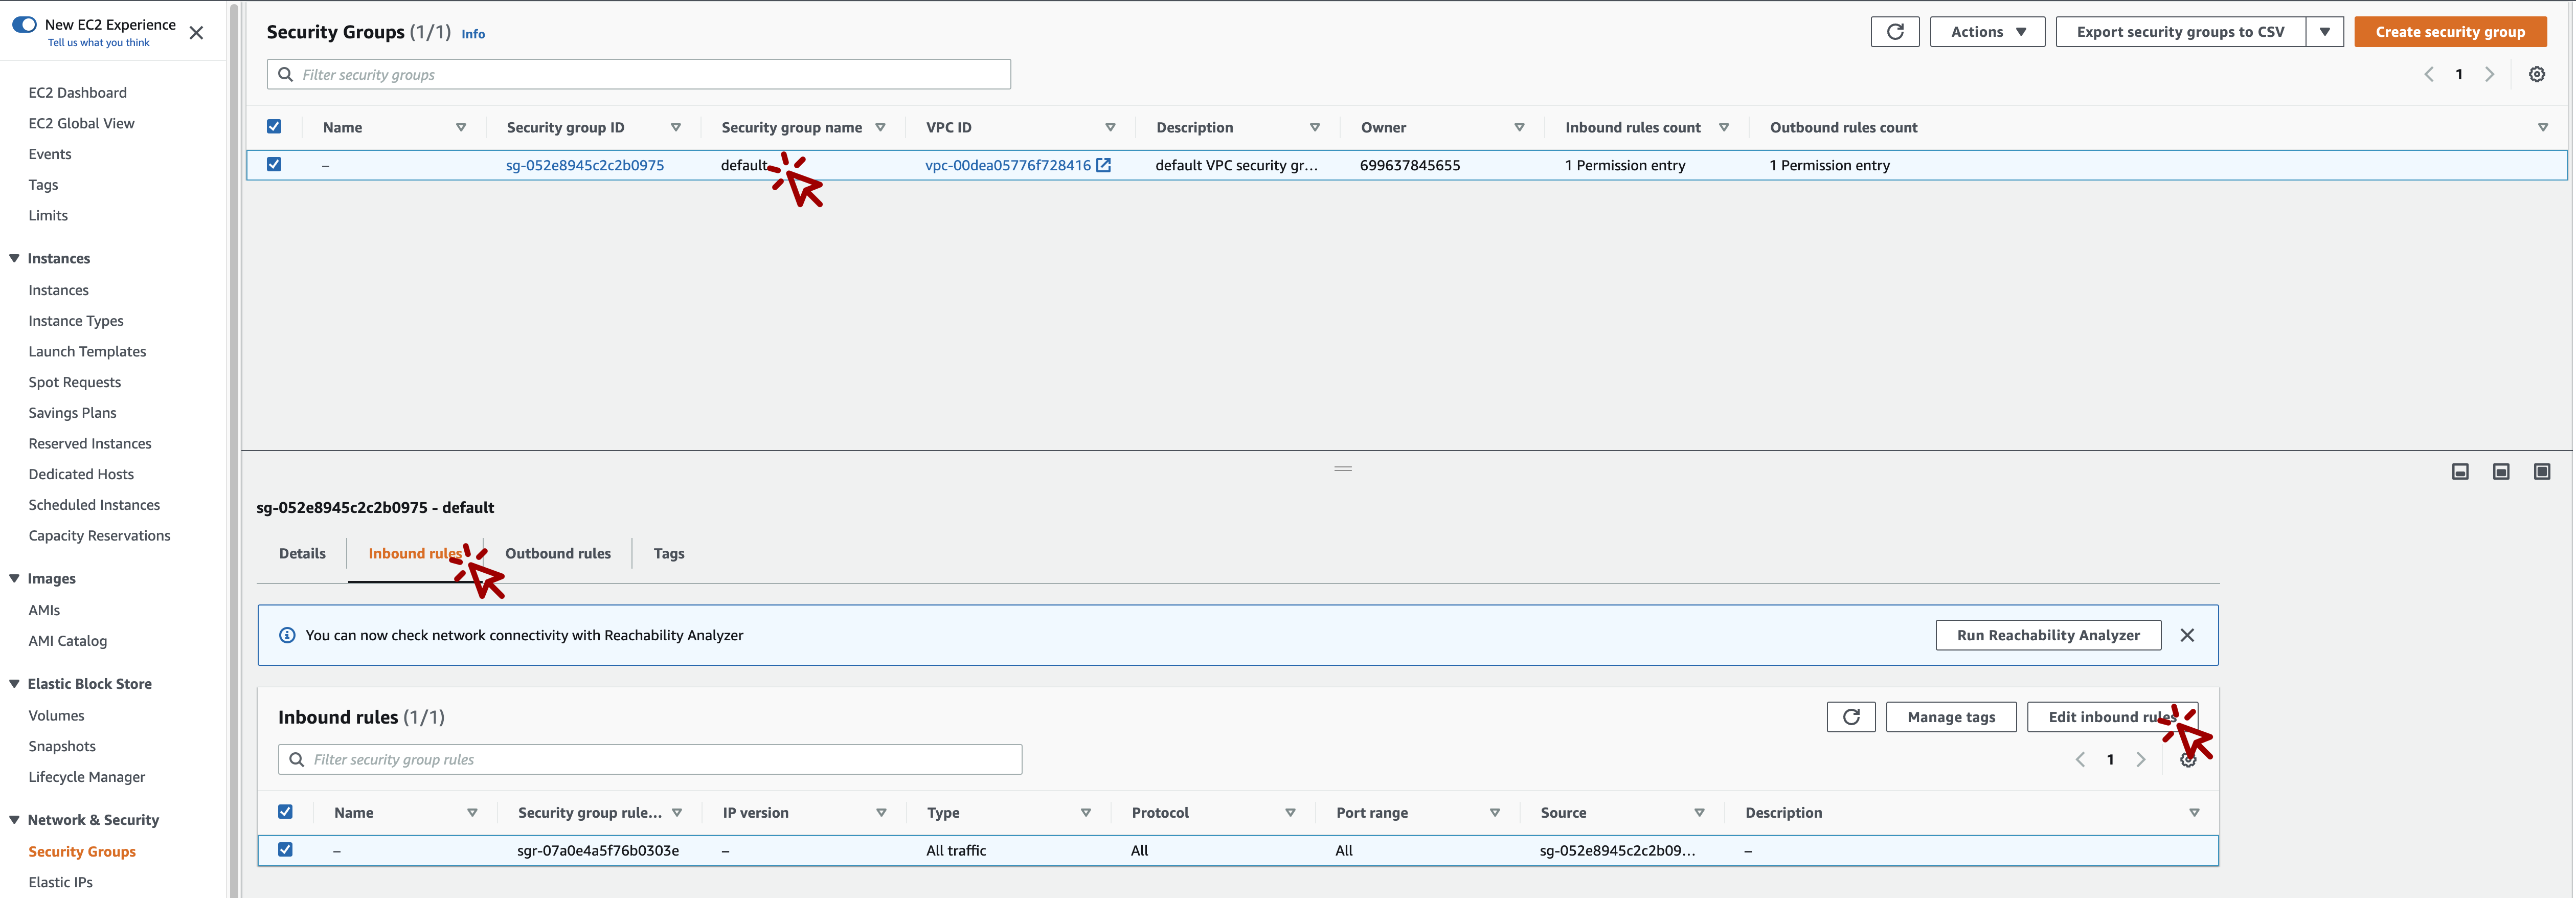 New EC2 Experience
Tell us what you think
EC2 Dashboard
EC2 Global View
Events
Tags
Limits
Instances
Instances
Instance Types
Launch Templates
Spot Requests
Savings Plans
Reserved Instances
Dedicated Hosts
Scheduled Instances
Capacity Reservations
Images
AMIs
AMI Catalog
Elastic Block Store
Volumes
Snapshots
Lifecycle Manager
Network & Security
Security Groups
Elastic IPs
Security Groups (1/1) Info
Actions
Export security groups to CSV
Create security group
Filter security groups
1
Name Security group ID Security group name VPC ID Description Owner Inbound rules count Outbound rules count
– sg-052e8945c2c2b0975 default vpc-00dea05776f728416 default VPC security gr... 699637845655 1 Permission entry 1 Permission entry
sg-052e8945c2c2b0975 - default
Details Inbound rules Outbound rules Tags
You can now check network connectivity with Reachability Analyzer
Run Reachability Analyzer
Inbound rules (1/1)
Manage tags
Edit inbound rules
Filter security group rules
1
Name Security group rule... IP version Type Protocol Port range Source Description
– sgr-07a0e4a5f76b0303e – All traffic All All sg-052e8945c2c2b09... –